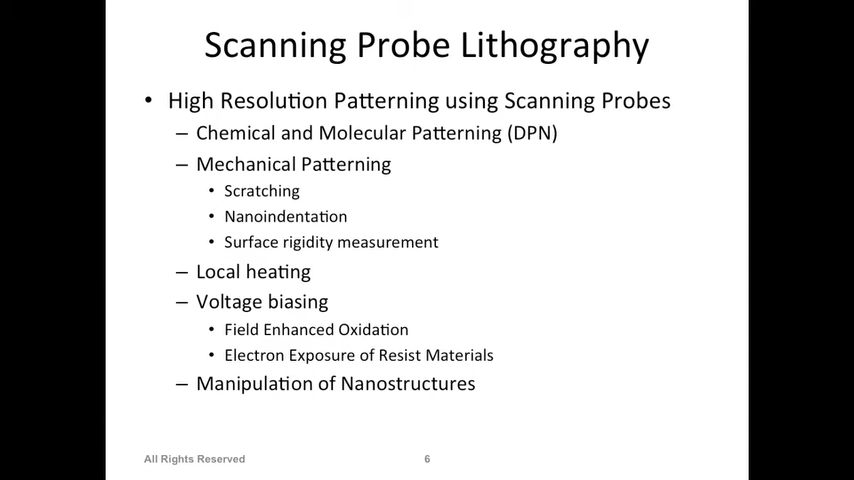 Scanning Probe Lithography
• High Resolution Patterning using Scanning Probes
– Chemical and Molecular Patterning (DPN)
– Mechanical Patterning
• Scratching
• Nanoindentation
• Surface rigidity measurement
– Local heating
– Voltage biasing
• Field Enhanced Oxidation
• Electron Exposure of Resist Materials
– Manipulation of Nanostructures
All Rights Reserved 6